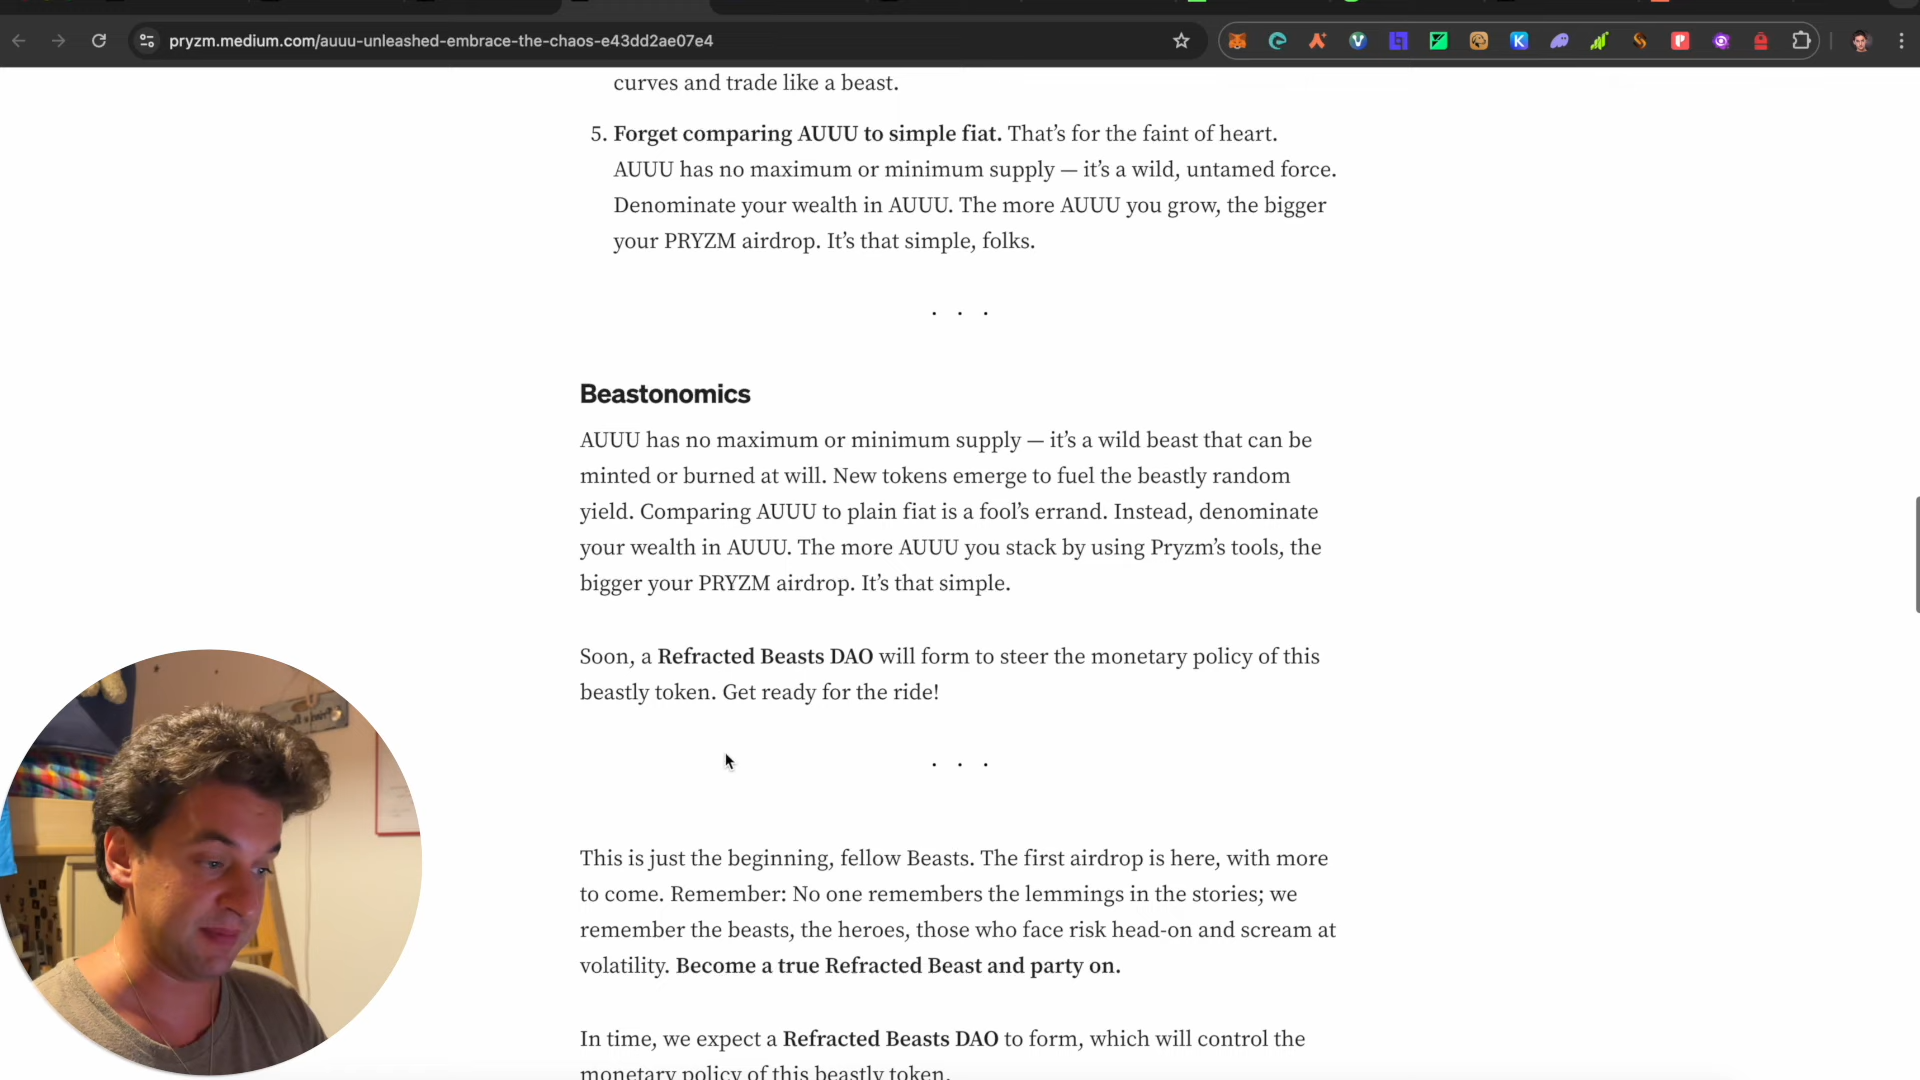 pryzm.medium.com/auuu-unleashed-embrace-the-chaos-e43dd2ae07e4
curves and trade like a beast.
5. Forget comparing AUUU to simple fiat. That’s for the faint of heart.
AUUU has no maximum or minimum supply — it’s a wild, untamed force.
Denominate your wealth in AUUU. The more AUUU you grow, the bigger
your PRYZM airdrop. It’s that simple, folks.
. . .
Beastonomics
AUUU has no maximum or minimum supply — it’s a wild beast that can be
minted or burned at will. New tokens emerge to fuel the beastly random
yield. Comparing AUUU to plain fiat is a fool’s errand. Instead, denominate
your wealth in AUUU. The more AUUU you stack by using Pryzm’s tools, the
bigger your PRYZM airdrop. It’s that simple.
Soon, a Refracted Beasts DAO will form to steer the monetary policy of this
beastly token. Get ready for the ride!
. . .
This is just the beginning, fellow Beasts. The first airdrop is here, with more
to come. Remember: No one remembers the lemmings in the stories; we
remember the beasts, the heroes, those who face risk head-on and scream at
volatility. Become a true Refracted Beast and party on.
In time, we expect a Refracted Beasts DAO to form, which will control the
monetary policy of this beastly token.